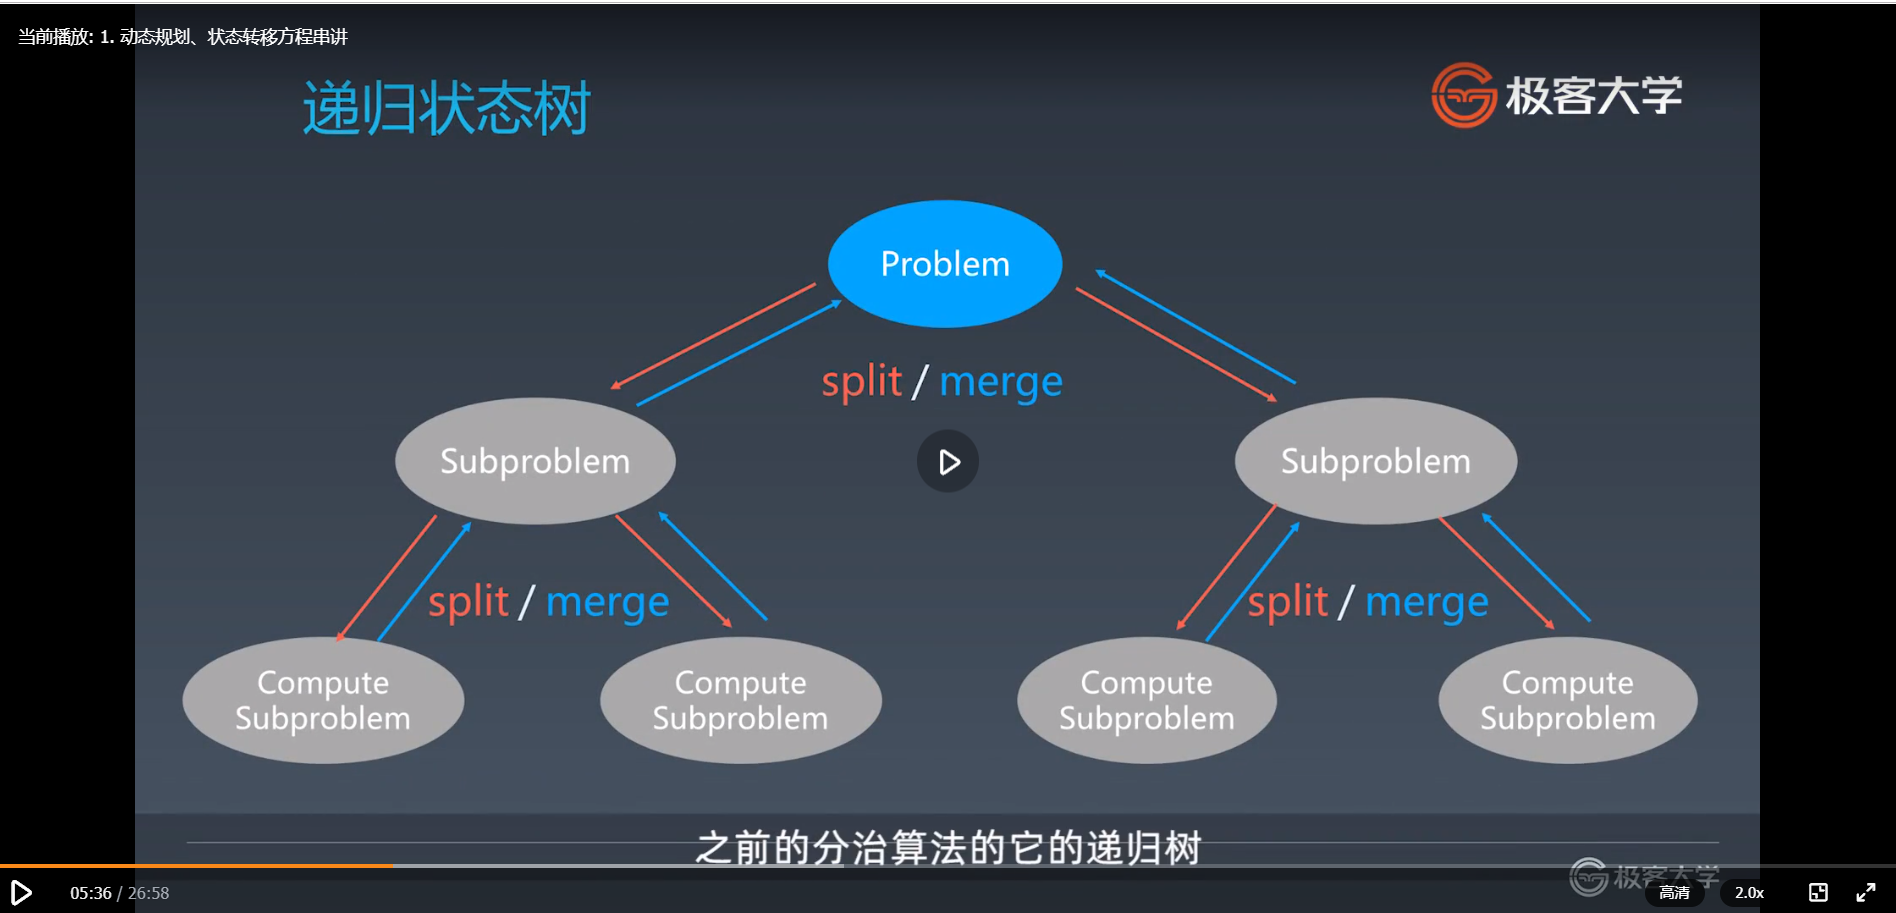 当前播放: 1. 动态规划、状态转移方程串讲
递归状态树
极客大学
Problem
split / merge
Subproblem
Subproblem
split / merge
split / merge
Compute
Subproblem
Compute
Subproblem
Compute
Subproblem
Compute
Subproblem
之前的分治算法的它的递归树
极客大学
05:36 / 26:58
高清
2.0x